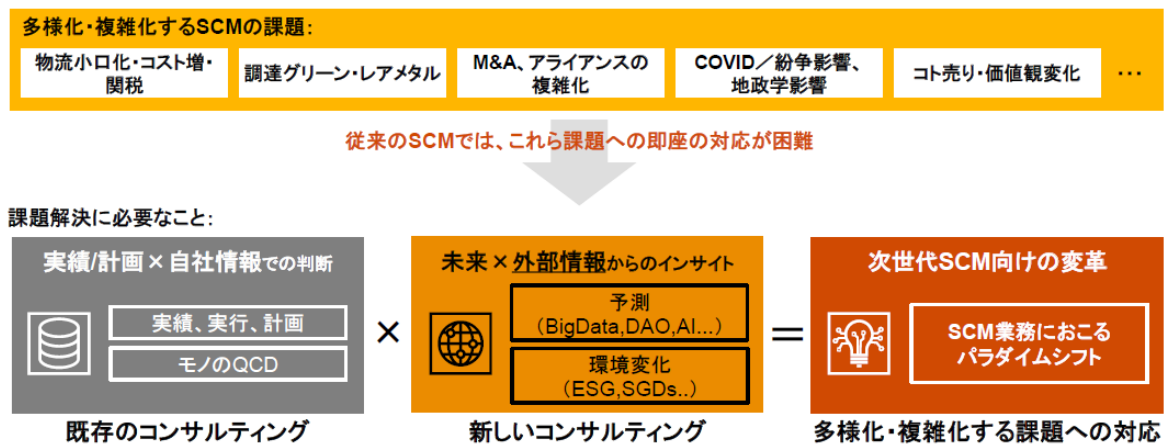 多様化・複雑化するSCMの課題：
物流小口化・コスト増・
関税
調達グリーン・レアメタル
M&A、アライアンスの
複雑化
COVID／紛争影響、
地政学影響
コト売り・価値観変化
…
従来のSCMでは、これら課題への即座の対応が困難
課題解決に必要なこと：
実績/計画×自社情報での判断
実績、実行、計画
モノのQCD
既存のコンサルティング
×
未来×外部情報からのインサイト
予測
（BigData,DAO,AI...）
環境変化
（ESG,SGDs..）
新しいコンサルティング
＝
次世代SCM向けの変革
SCM業務におこる
パラダイムシフト
多様化・複雑化する課題への対応